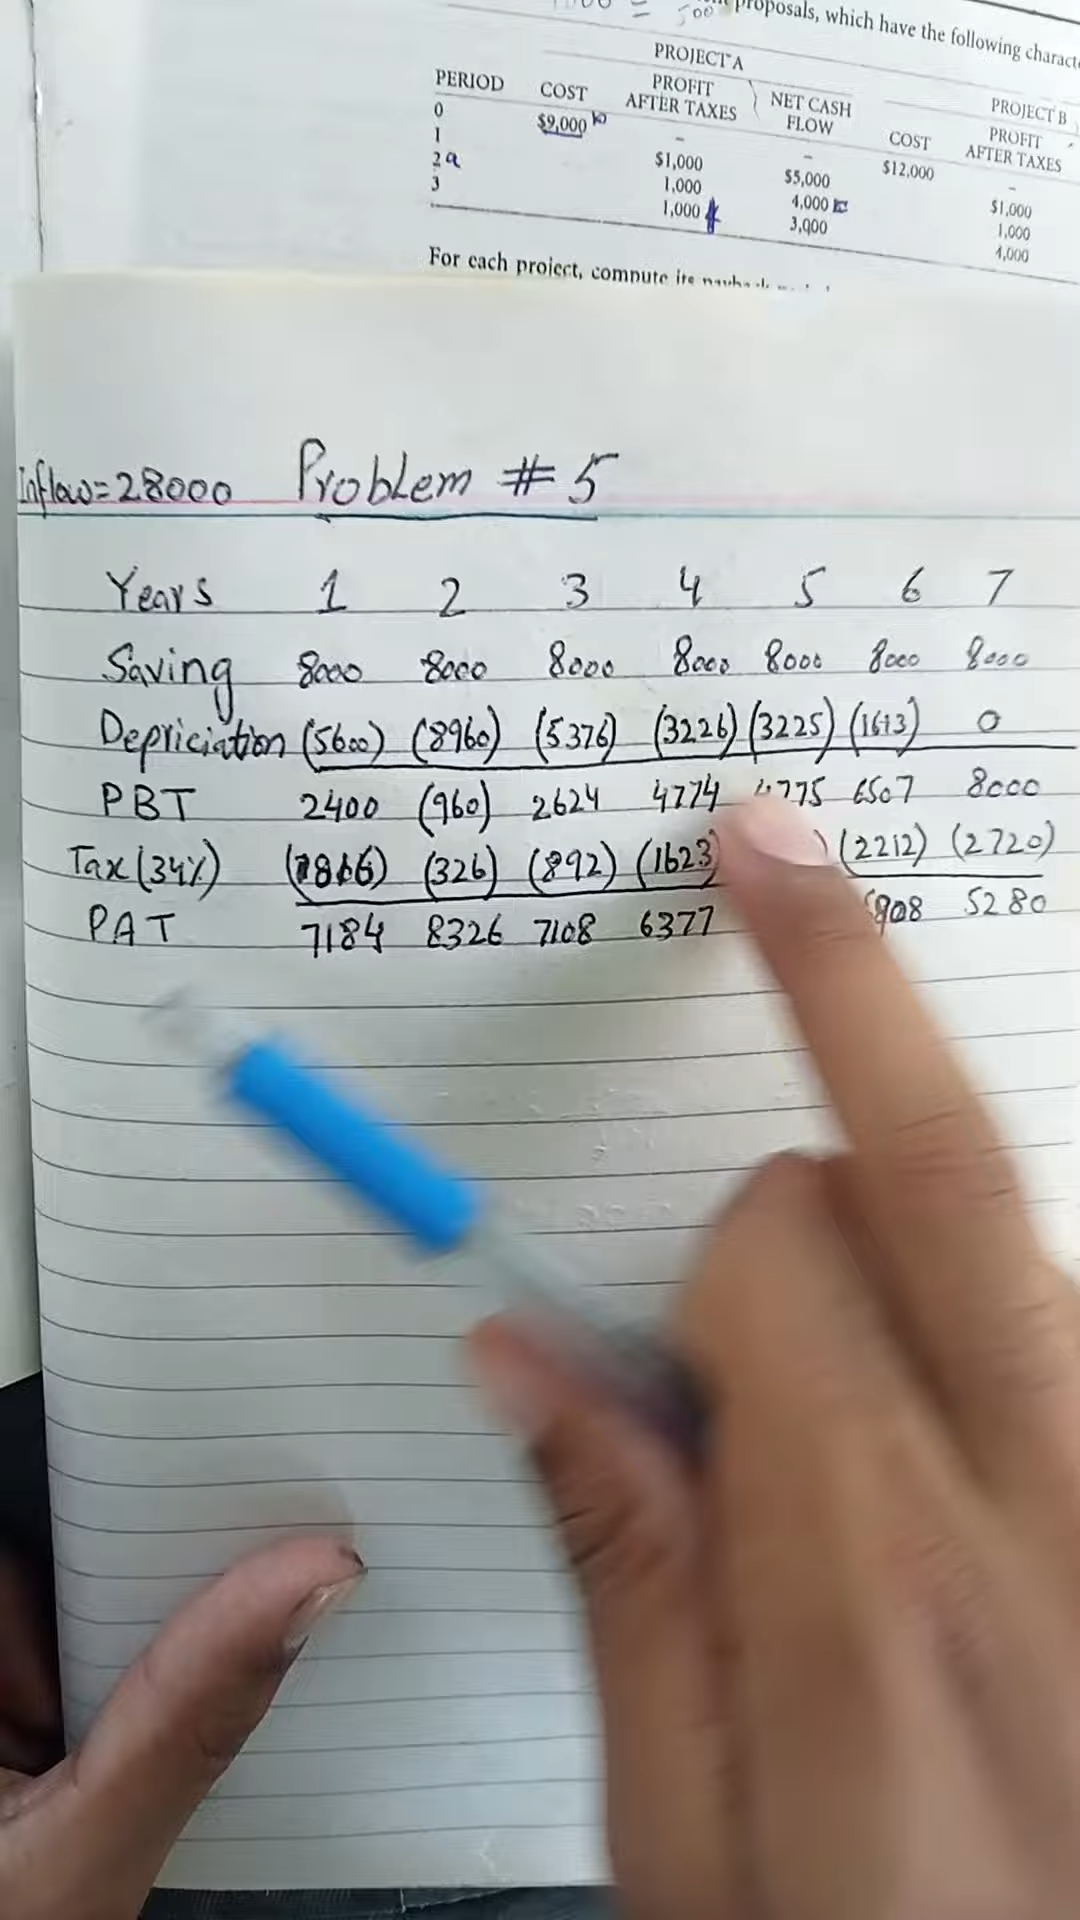 proposals, which have the following charact
PROJECT A
PROJECT B
PERIOD COST PROFIT AFTER TAXES NET CASH FLOW COST PROFIT AFTER TAXES
0 $9,000 – – $12,000 –
1 $1,000 $5,000 $1,000
2 a 1,000 4,000 1,000
3 1,000 3,000 4,000
For each project, compute its
Inflow=28000 Problem # 5
Years 1 2 3 4 5 6 7
Saving 8000 8000 8000 8000 8000 8000 8000
Depriciation (5600) (8960) (5376) (3226) (3225) (1613) 0
PBT 2400 (960) 2624 4774 4775 6507 8000
Tax (34%) (816) (326) (892) (1623) ) (2212) (2720)
PAT 7184 8326 7108 6377 908 5280